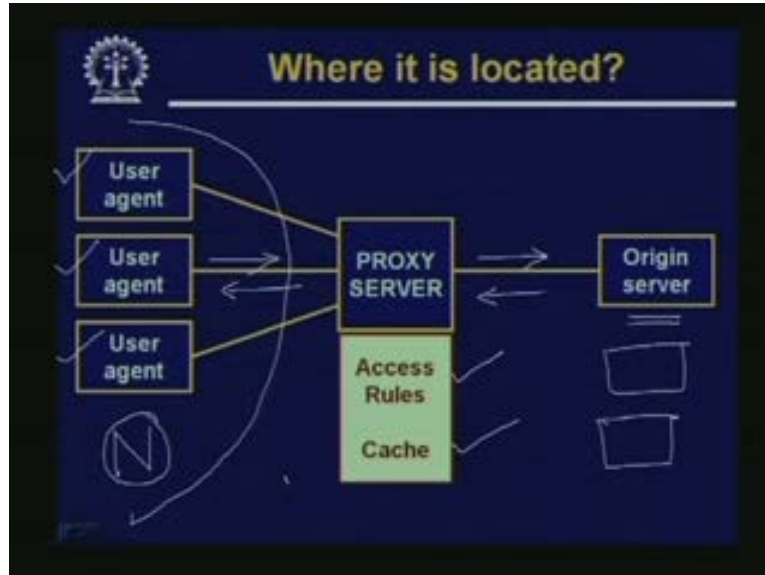 Where it is located?
User
agent
User
agent
User
agent
PROXY
SERVER
Origin
server
Access
Rules
Cache
N